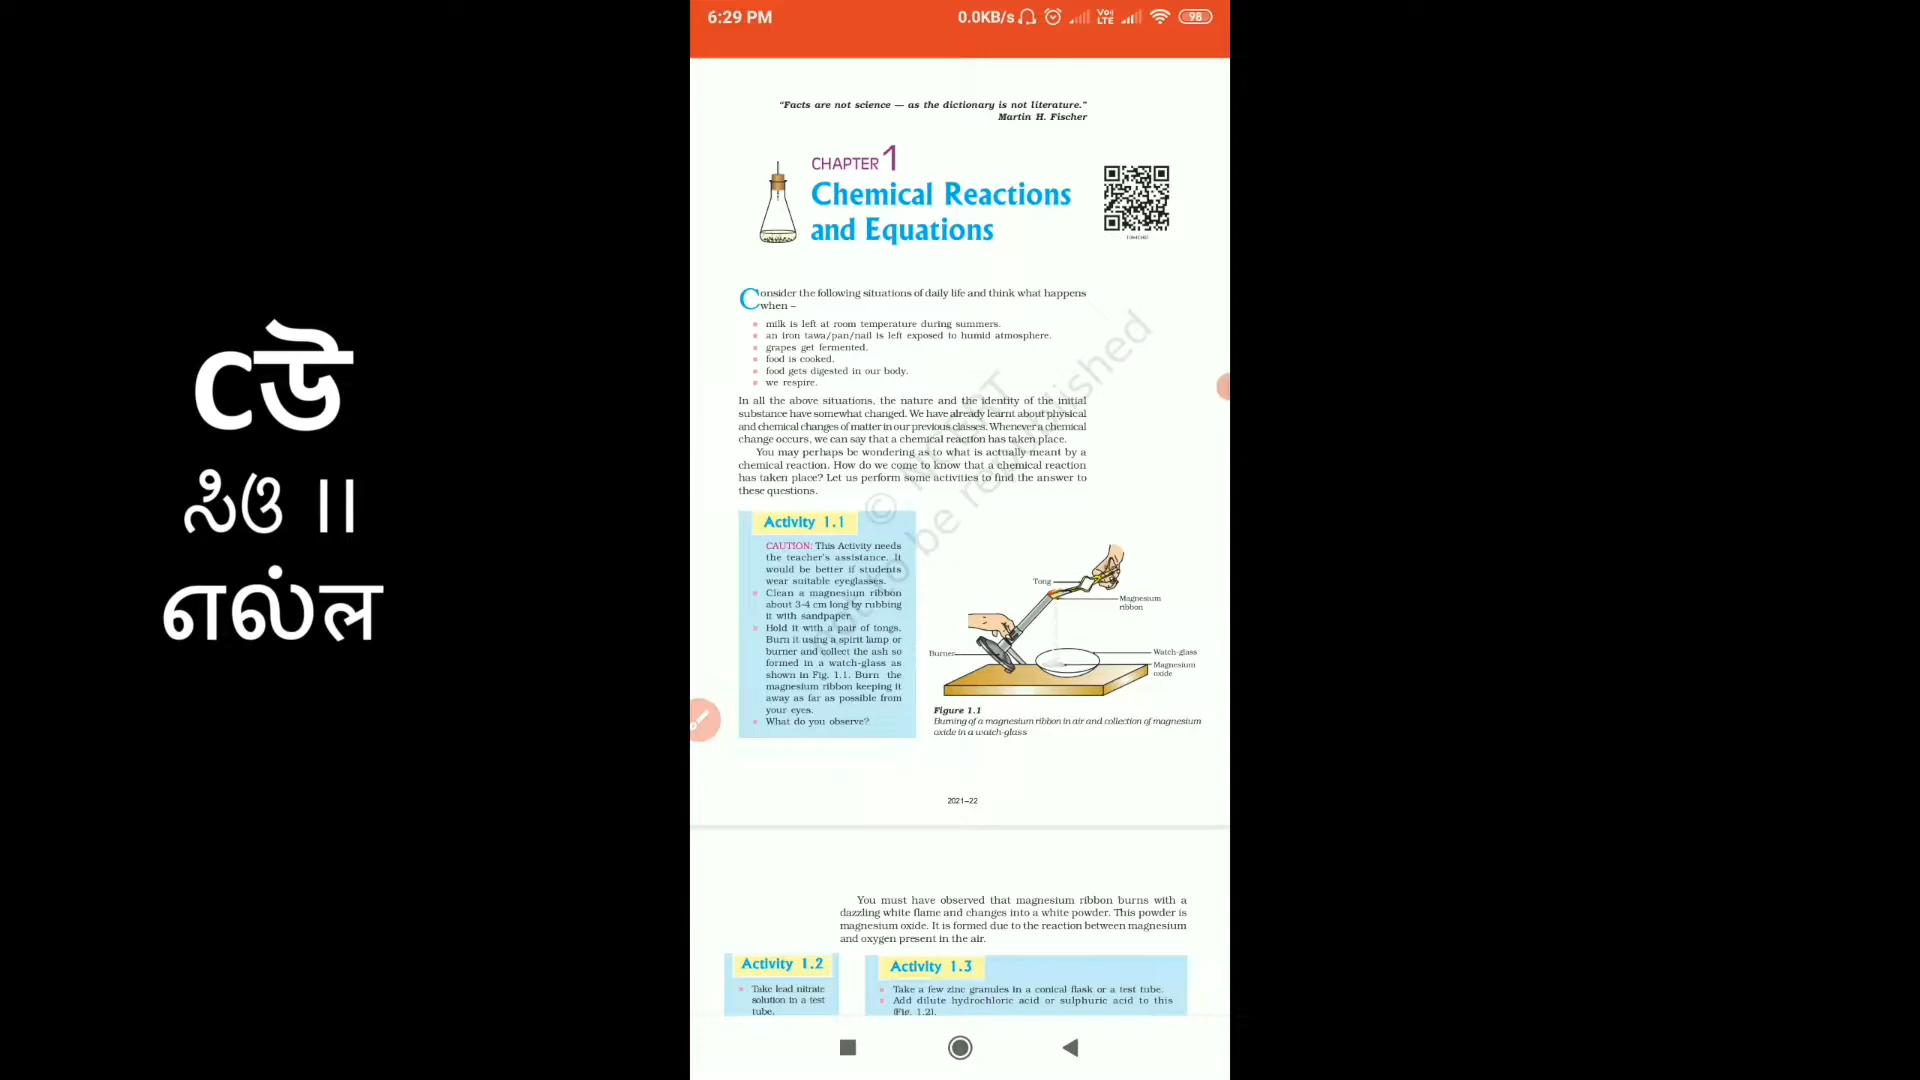 Cউ
သිଓ ||
எல்ल
6:29 PM
0.0KB/s
Vo))
LTE
98
"Facts are not science — as the dictionary is not literature."
Martin H. Fischer
CHAPTER 1
Chemical Reactions
and Equations
Consider the following situations of daily life and think what happens
when –
milk is left at room temperature during summers.
an iron tawa/pan/nail is left exposed to humid atmosphere.
grapes get fermented.
food is cooked.
food gets digested in our body.
we respire.
In all the above situations, the nature and the identity of the initial
substance have somewhat changed. We have already learnt about physical
and chemical changes of matter in our previous classes. Whenever a chemical
change occurs, we can say that a chemical reaction has taken place.
You may perhaps be wondering as to what is actually meant by a
chemical reaction. How do we come to know that a chemical reaction
has taken place? Let us perform some activities to find the answer to
these questions.
© NCERT
not to be republished
Activity 1.1
CAUTION: This Activity needs
the teacher's assistance. It
would be better if students
wear suitable eyeglasses.
Clean a magnesium ribbon
about 3-4 cm long by rubbing
it with sandpaper.
Hold it with a pair of tongs.
Burn it using a spirit lamp or
burner and collect the ash so
formed in a watch-glass as
shown in Fig. 1.1. Burn the
magnesium ribbon keeping it
away as far as possible from
your eyes.
What do you observe?
Tong
Magnesium
ribbon
Burner
Watch-glass
Magnesium
oxide
Figure 1.1
Burning of a magnesium ribbon in air and collection of magnesium
oxide in a watch-glass
2021–22
You must have observed that magnesium ribbon burns with a
dazzling white flame and changes into a white powder. This powder is
magnesium oxide. It is formed due to the reaction between magnesium
and oxygen present in the air.
Activity 1.2
Take lead nitrate
solution in a test
tube.
Activity 1.3
Take a few zinc granules in a conical flask or a test tube.
Add dilute hydrochloric acid or sulphuric acid to this
(Fig. 1.2).